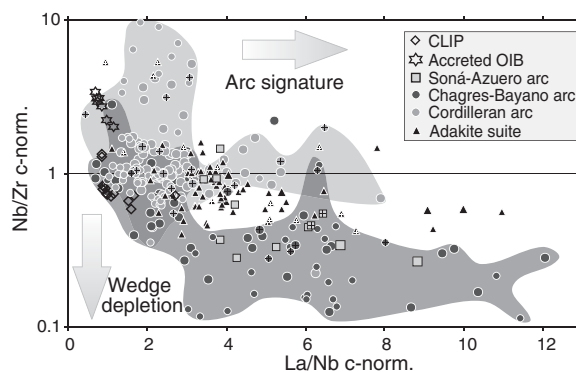 10
1
0.1
Nb/Zr c-norm.
0
2
4
6
8
10
12
La/Nb c-norm.
Arc signature
Wedge
depletion
CLIP
Accreted OIB
Soná-Azuero arc
Chagres-Bayano arc
Cordilleran arc
Adakite suite